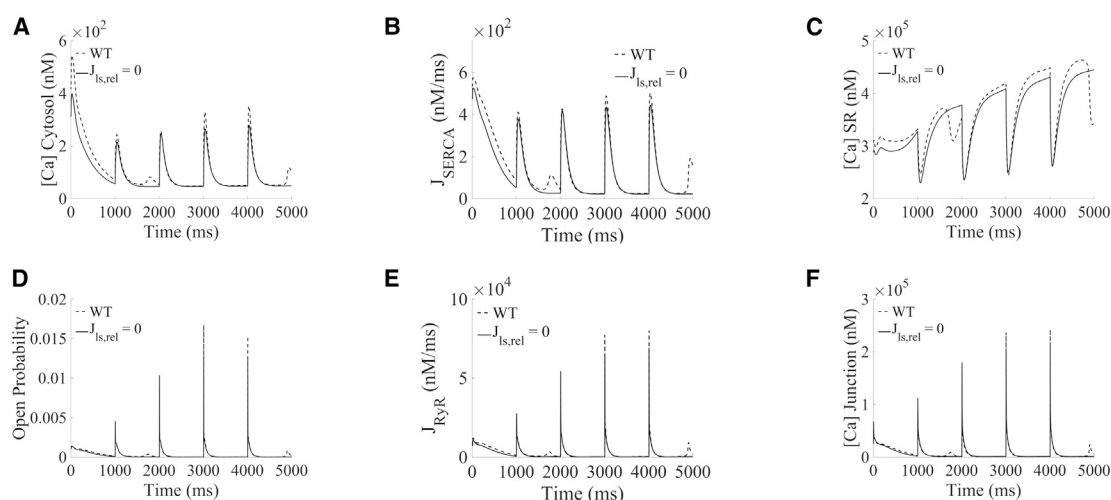 A
×10²
[Ca] Cytosol (nM)
6
4
2
0
WT
J_ls,rel = 0
0 1000 2000 3000 4000 5000
Time (ms)
B
×10²
J_SERCA (nM/ms)
6
4
2
0
WT
J_ls,rel = 0
0 1000 2000 3000 4000 5000
Time (ms)
C
×10⁵
[Ca] SR (nM)
5
4
3
2
WT
J_ls,rel = 0
0 1000 2000 3000 4000 5000
Time (ms)
D
Open Probability
0.02
0.015
0.01
0.005
0
WT
J_ls,rel = 0
0 1000 2000 3000 4000 5000
Time (ms)
E
×10⁴
J_RyR (nM/ms)
10
5
0
WT
J_ls,rel = 0
0 1000 2000 3000 4000 5000
Time (ms)
F
×10⁵
[Ca] Junction (nM)
3
2
1
0
WT
J_ls,rel = 0
0 1000 2000 3000 4000 5000
Time (ms)